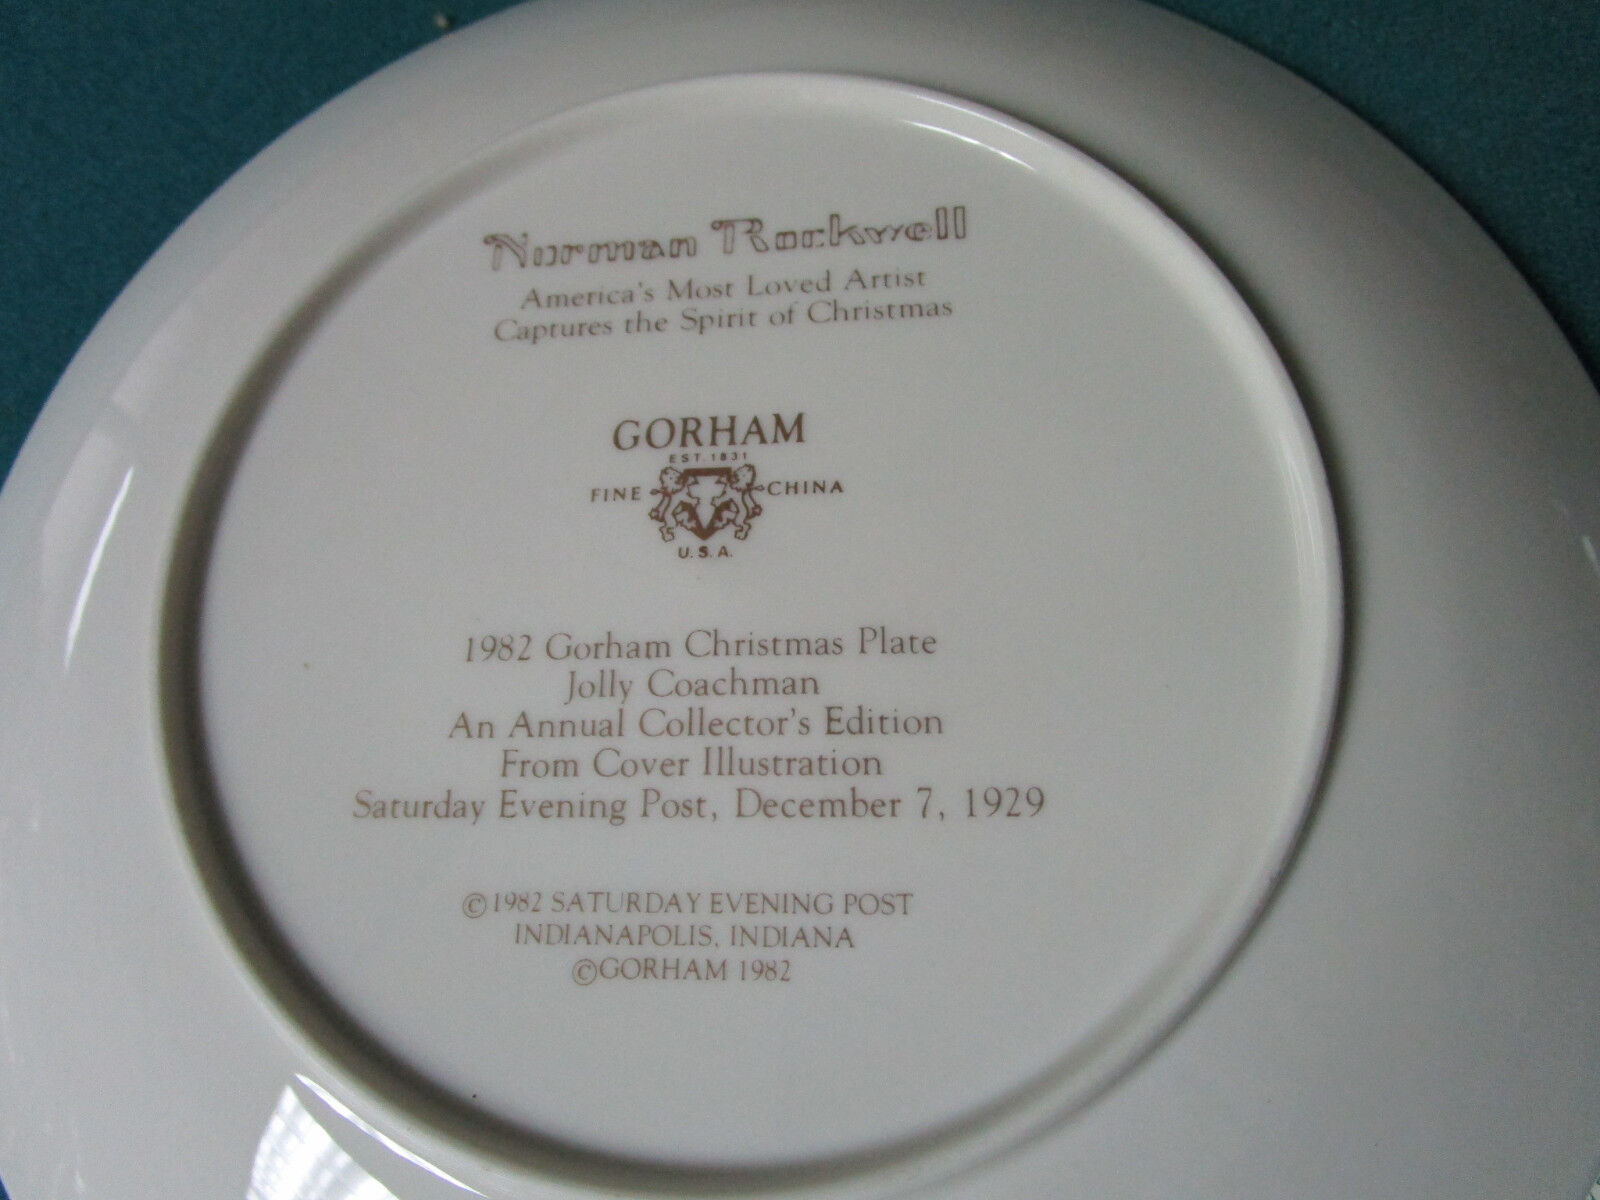 Norman Rockwell
America's Most Loved Artist
Captures the Spirit of Christmas
GORHAM
EST. 1831
FINE CHINA
U.S.A.
1982 Gorham Christmas Plate
Jolly Coachman
An Annual Collector's Edition
From Cover Illustration
Saturday Evening Post, December 7, 1929
©1982 SATURDAY EVENING POST
INDIANAPOLIS, INDIANA
©GORHAM 1982